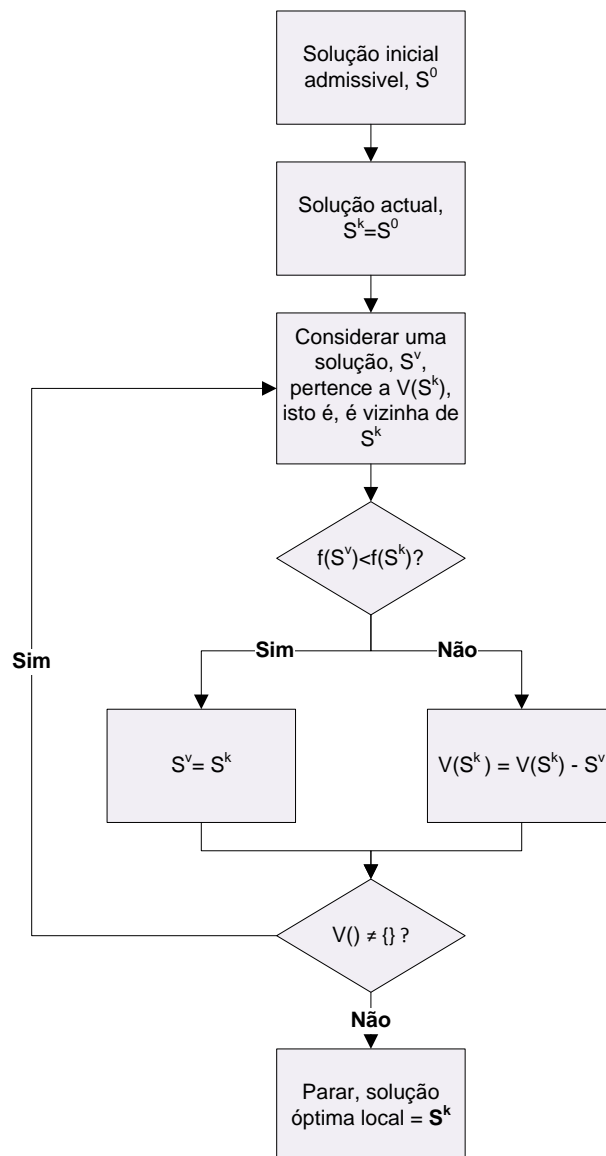 Solução inicial
admissivel, S⁰
Solução actual,
Sᵏ=S⁰
Considerar uma
solução, Sᵛ,
pertence a V(Sᵏ),
isto é, é vizinha de
Sᵏ
f(Sᵛ)<f(Sᵏ)?
Sim
Sim
Não
Sᵛ= Sᵏ
V(Sᵏ ) = V(Sᵏ) - Sᵛ
V() ≠ {} ?
Não
Parar, solução
óptima local = Sᵏ